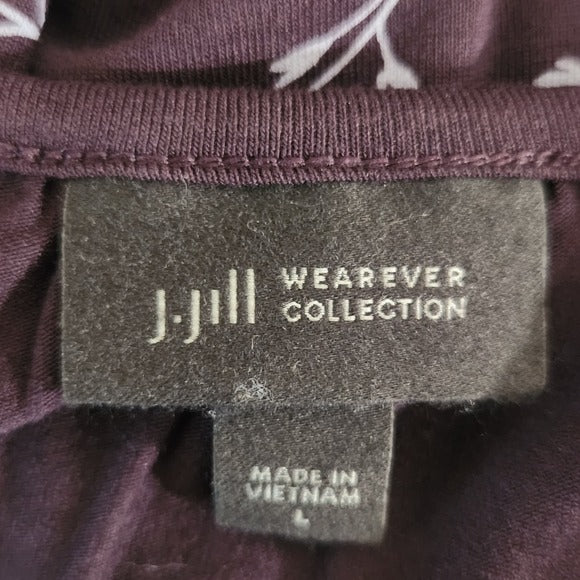 J.Jill WEAREVER
COLLECTION
MADE IN
VIETNAM
L